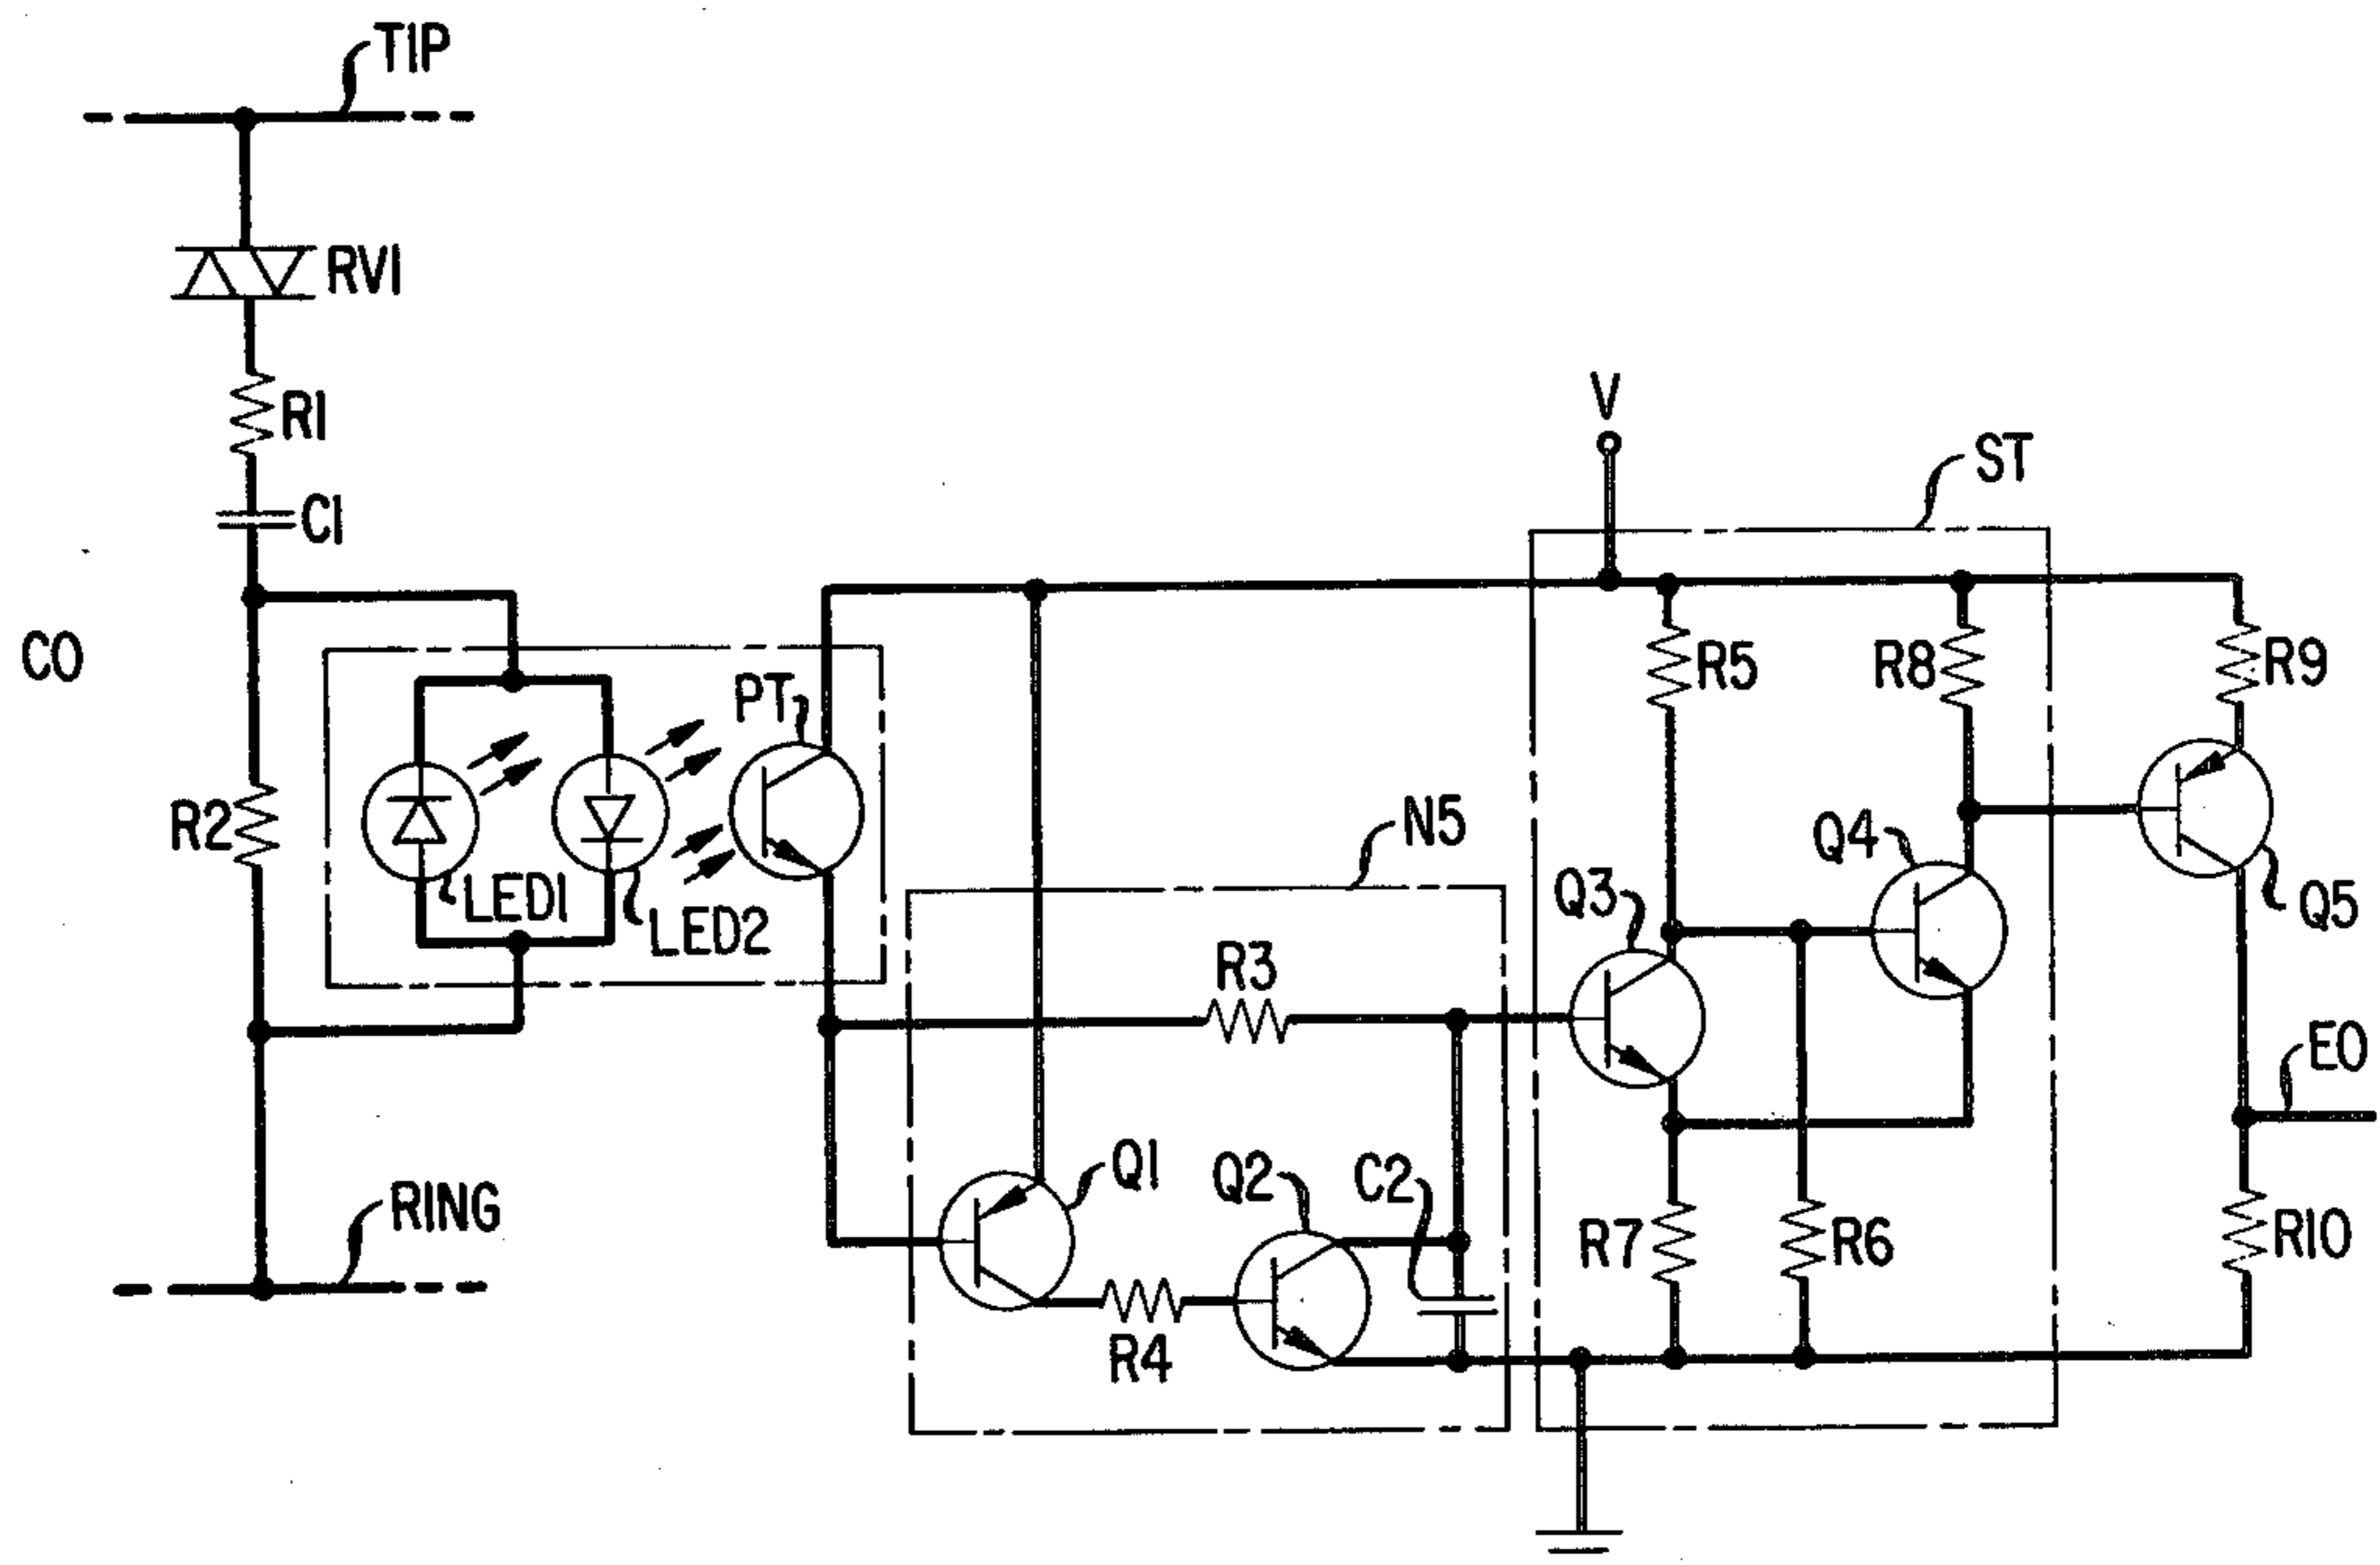 TIP
RV1
R1
C1
V
ST
CO
PT
R5
R8
R9
R2
N5
Q4
LED1
LED2
Q3
Q5
R3
EO
Q1
Q2
C2
RING
R7
R6
R10
R4